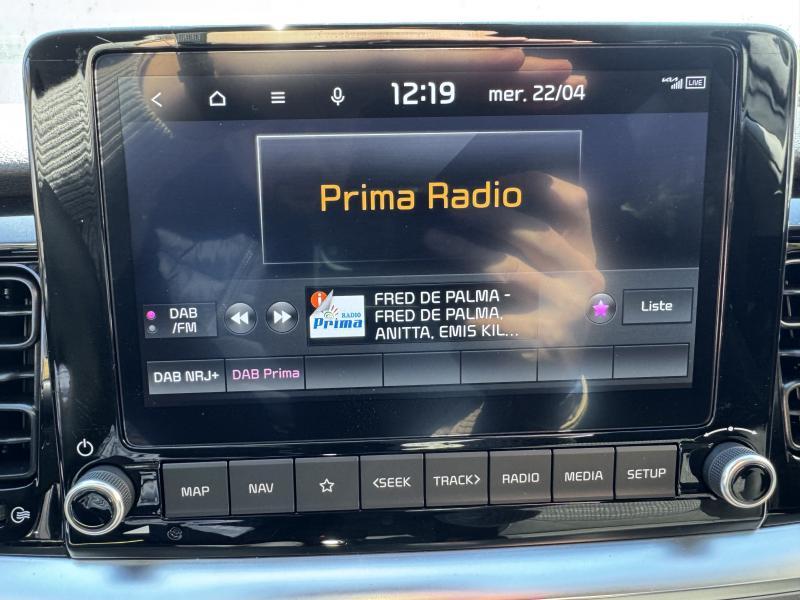 12:19 mer. 22/04 KIA LIVE
Prima Radio
DAB
/FM
i RADIO
Prima
FRED DE PALMA -
FRED DE PALMA,
ANITTA, EMIS KIL...
Liste
DAB NRJ+ DAB Prima
MAP NAV <SEEK TRACK> RADIO MEDIA SETUP